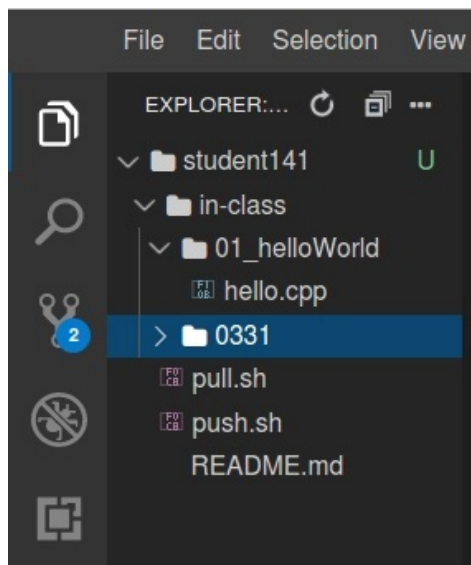 File Edit Selection View
EXPLORER:...
student141 U
in-class
01_helloWorld
hello.cpp
2
0331
pull.sh
push.sh
README.md